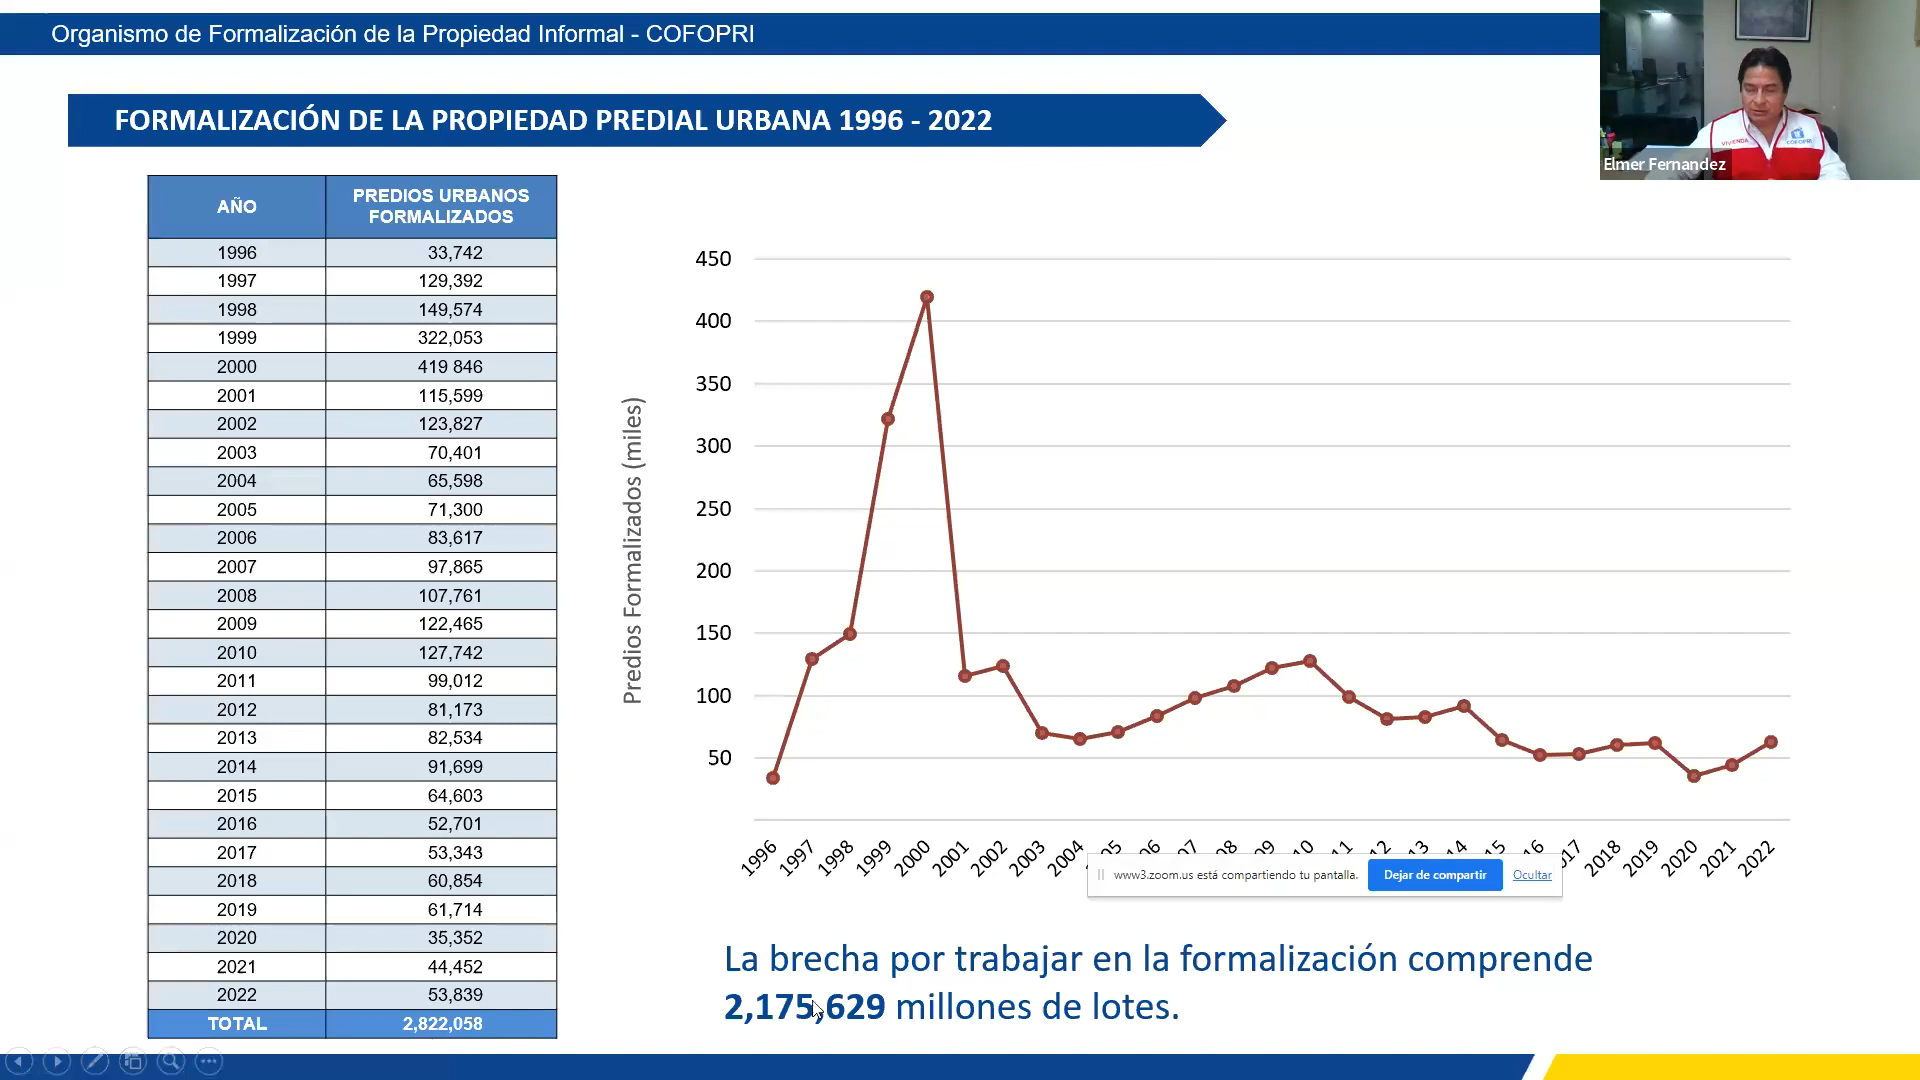 Organismo de Formalización de la Propiedad Informal - COFOPRI
FORMALIZACIÓN DE LA PROPIEDAD PREDIAL URBANA 1996 - 2022
VIVIENDA
COFOPRI
Elmer Fernandez
AÑO PREDIOS URBANOS FORMALIZADOS
1996 33,742
1997 129,392
1998 149,574
1999 322,053
2000 419 846
2001 115,599
2002 123,827
2003 70,401
2004 65,598
2005 71,300
2006 83,617
2007 97,865
2008 107,761
2009 122,465
2010 127,742
2011 99,012
2012 81,173
2013 82,534
2014 91,699
2015 64,603
2016 52,701
2017 53,343
2018 60,854
2019 61,714
2020 35,352
2021 44,452
2022 53,839
TOTAL 2,822,058
Predios Formalizados (miles)
450
400
350
300
250
200
150
100
50
1996 1997 1998 1999 2000 2001 2002 2003 2004 05 06 07 08 09 10 11 12 13 14 15 16 017 2018 2019 2020 2021 2022
www3.zoom.us está compartiendo tu pantalla. Dejar de compartir Ocultar
La brecha por trabajar en la formalización comprende
2,175,629 millones de lotes.